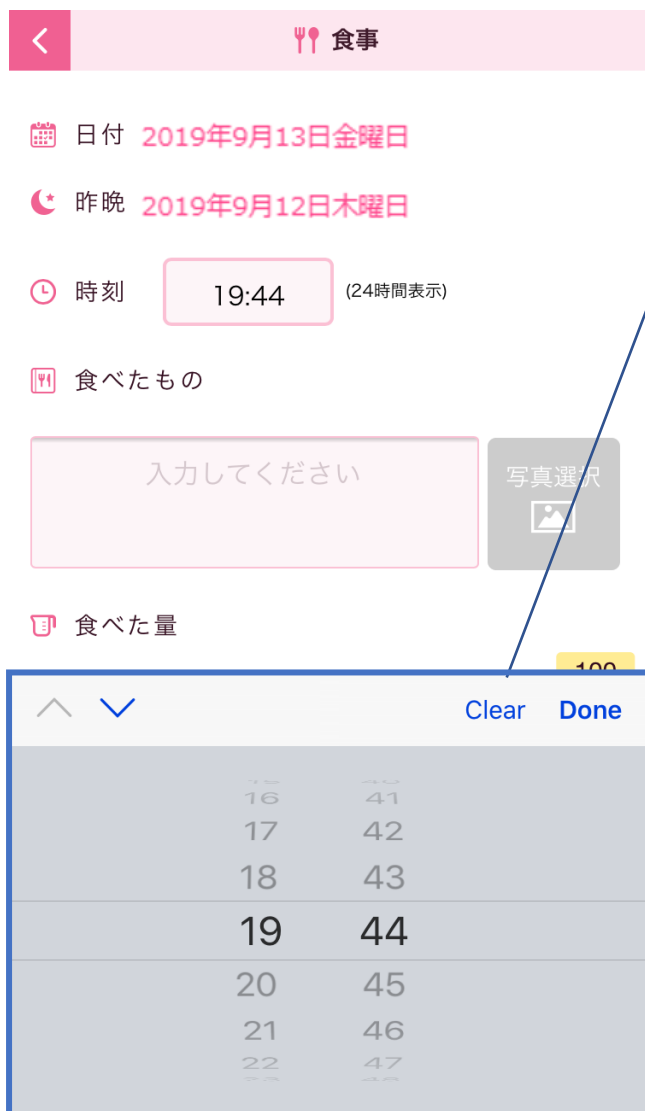 食事
日付 2019年9月13日金曜日
昨晩 2019年9月12日木曜日
時刻 19:44 (24時間表示)
食べたもの
入力してください 写真選択
食べた量
100
Clear Done
16 41
17 42
18 43
19 44
20 45
21 46
22 47